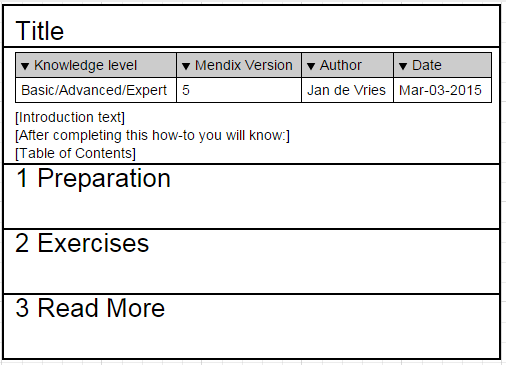 Title
▼ Knowledge level ▼ Mendix Version ▼ Author ▼ Date
Basic/Advanced/Expert 5 Jan de Vries Mar-03-2015
[Introduction text]
[After completing this how-to you will know:]
[Table of Contents]
1 Preparation
2 Exercises
3 Read More